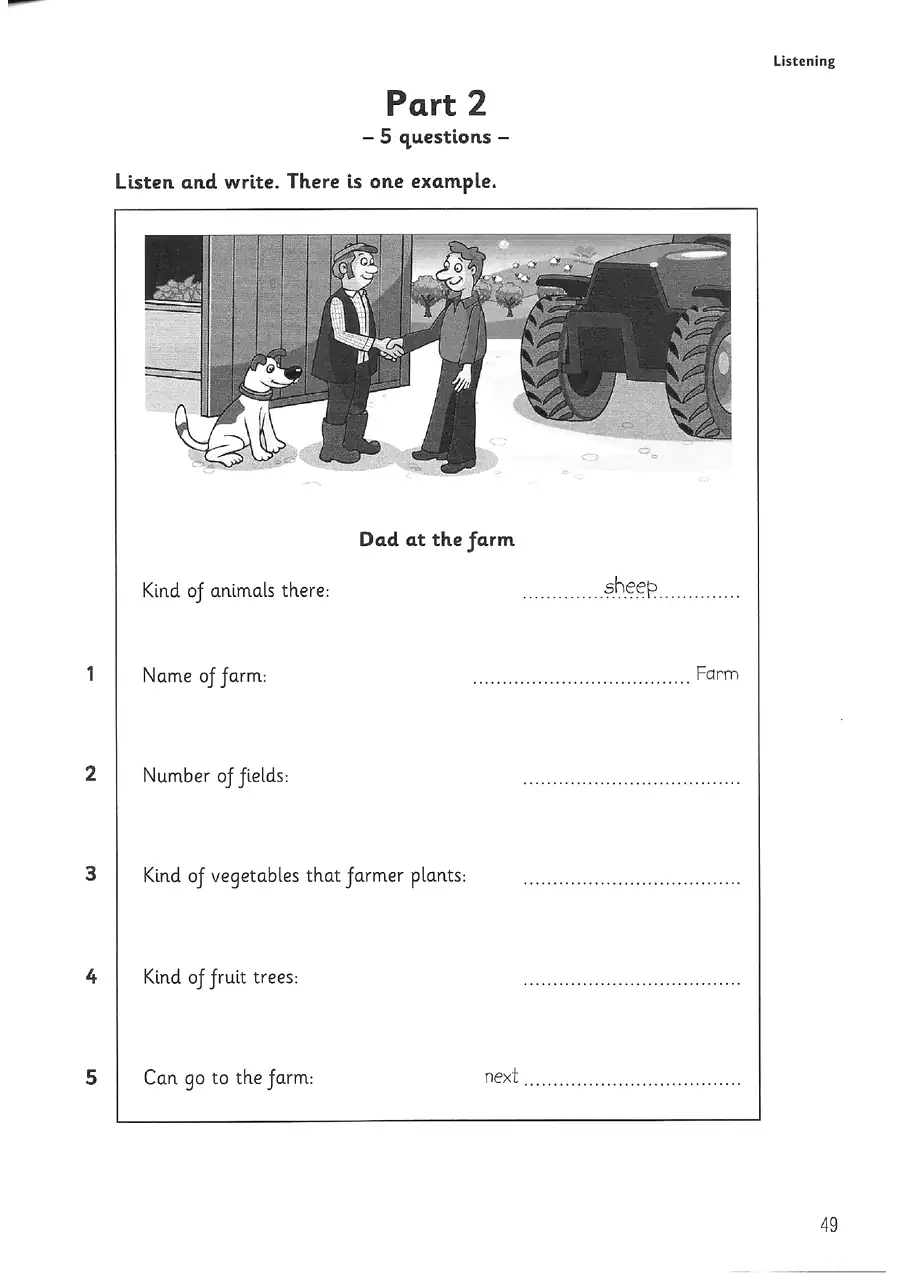 Listening
Part 2
– 5 questions –
Listen and write. There is one example.
Dad at the farm
Kind of animals there: .............sheep..............
1 Name of farm: ..................................... Farm
2 Number of fields: .....................................
3 Kind of vegetables that farmer plants: .....................................
4 Kind of fruit trees: .....................................
5 Can go to the farm: next .....................................
49